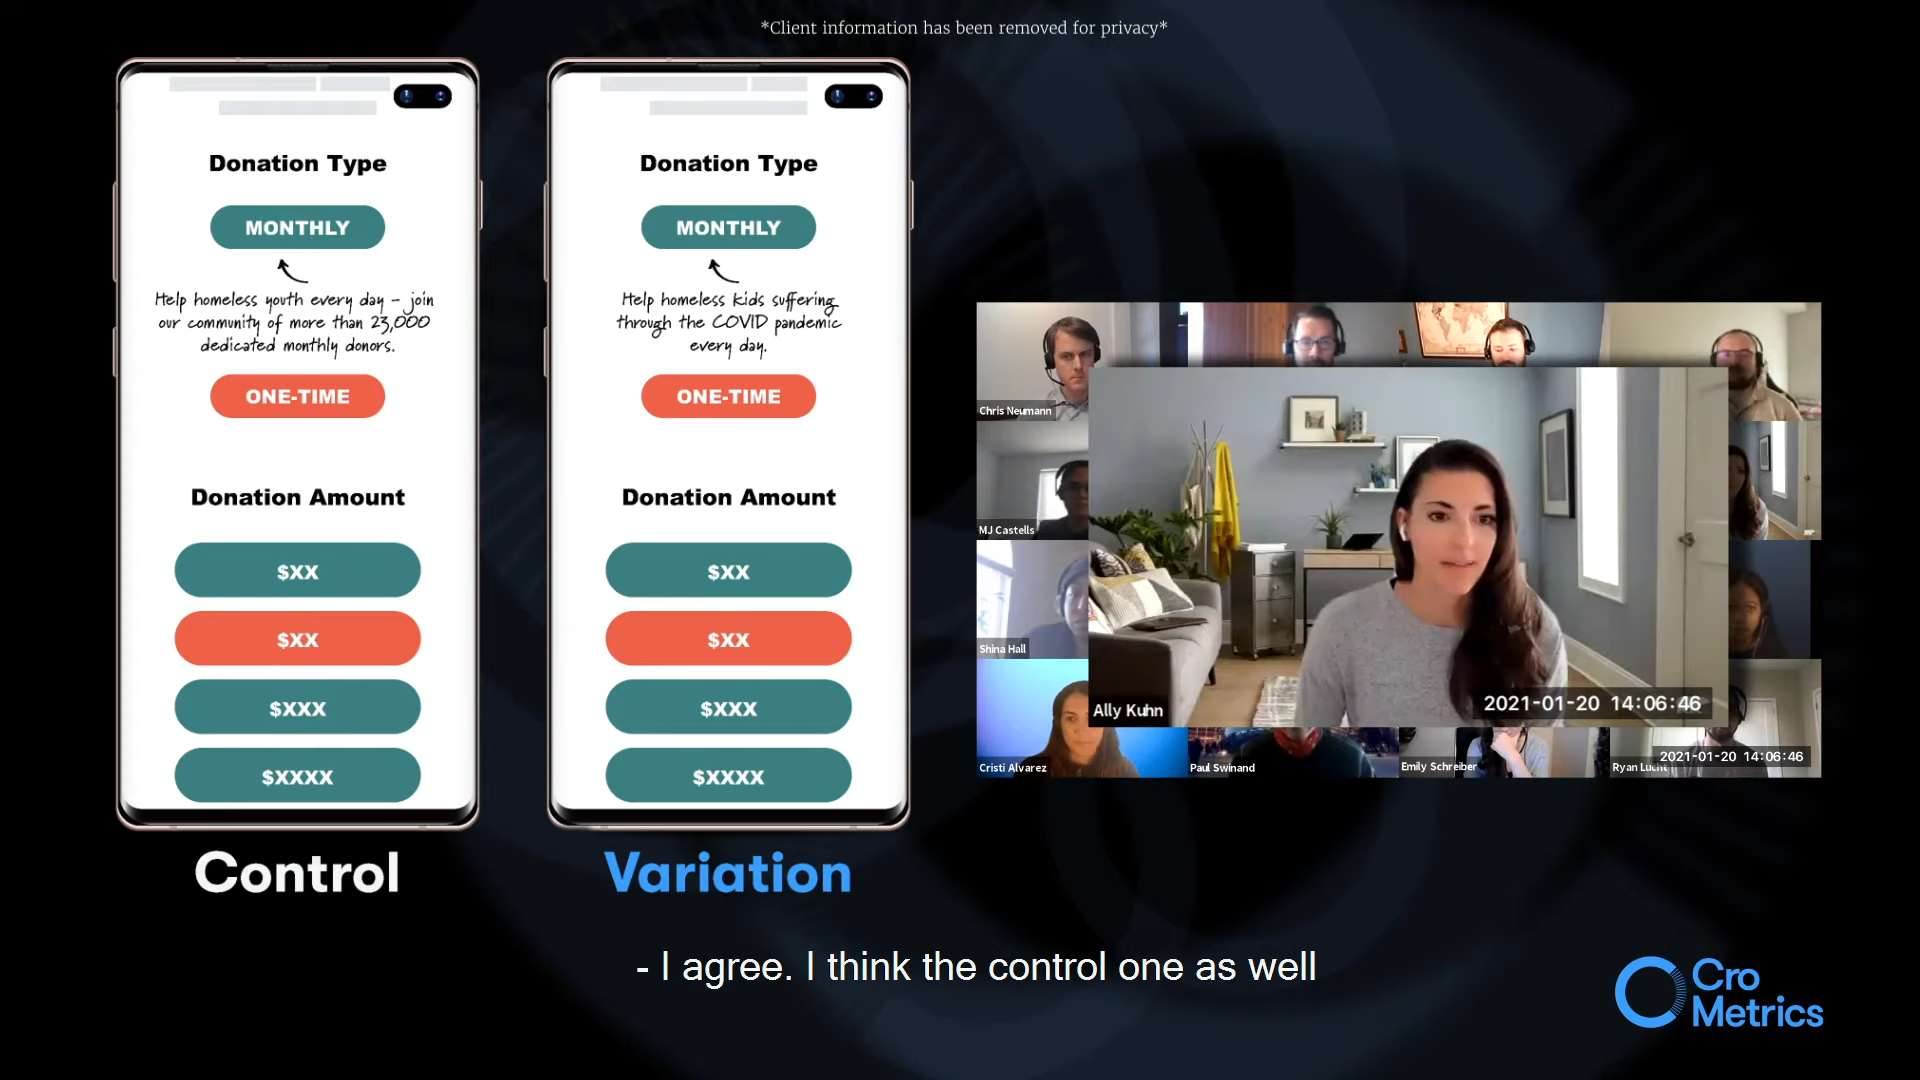 *Client information has been removed for privacy*
Donation Type
MONTHLY
Help homeless youth every day – join
our community of more than 23,000
dedicated monthly donors.
ONE-TIME
Donation Amount
$XX
$XX
$XXX
$XXXX
Control
Donation Type
MONTHLY
Help homeless kids suffering
through the COVID pandemic
every day.
ONE-TIME
Donation Amount
$XX
$XX
$XXX
$XXXX
Variation
Chris Neumann
MJ Castells
Shina Hall
Cristi Alvarez
Paul Swinand
Emily Schreiber
Ryan Lucht
2021-01-20 14:06:46
Ally Kuhn
2021-01-20 14:06:46
- I agree. I think the control one as well
Cro
Metrics